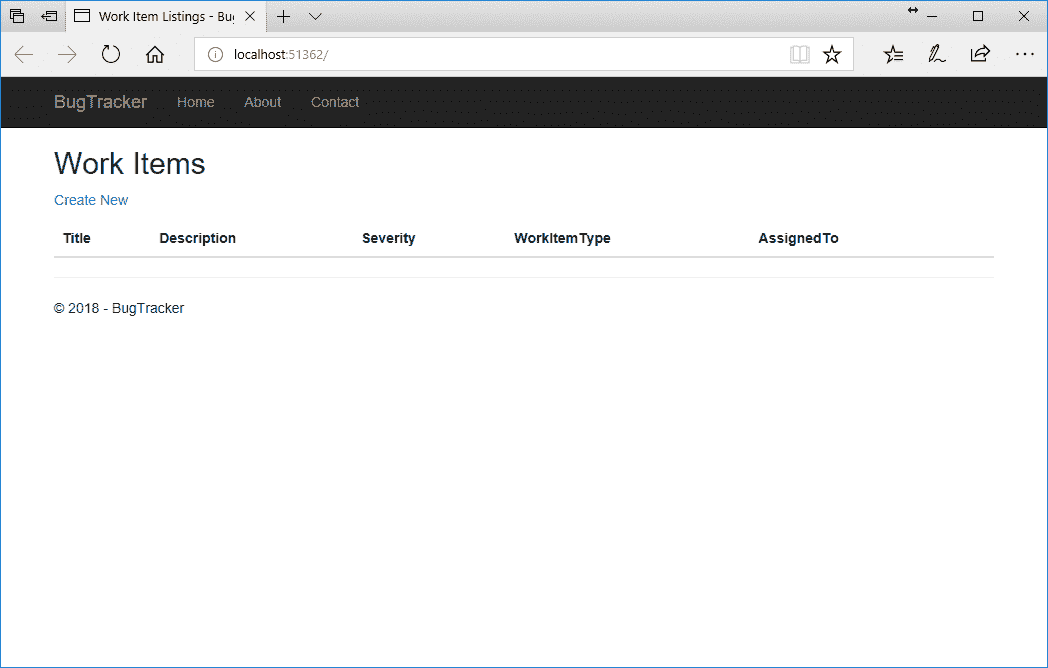 Work Item Listings - Bu
localhost:51362/
BugTracker Home About Contact
Work Items
Create New
Title Description Severity WorkItemType AssignedTo
© 2018 - BugTracker